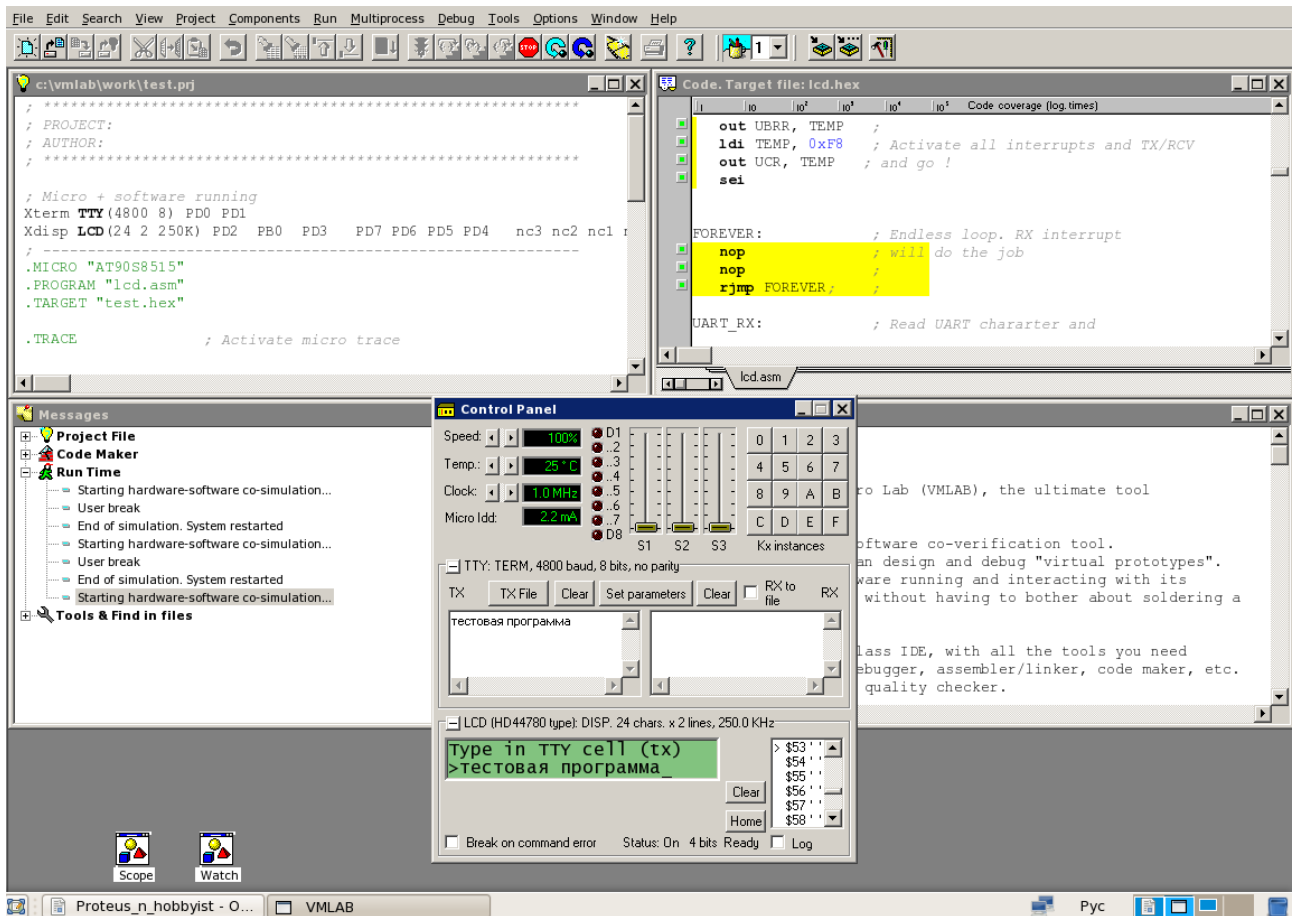 File Edit Search View Project Components Run Multiprocess Debug Tools Options Window Help
STOP
?
1
c:\vmlab\work\test.prj
; ************************************************************
; PROJECT:
; AUTHOR:
; ************************************************************
; Micro + software running
Xterm TTY(4800 8) PD0 PD1
Xdisp LCD(24 2 250K) PD2 PB0 PD3 PD7 PD6 PD5 PD4 nc3 nc2 nc1
; ------------------------------------------------------------
.MICRO "AT90S8515"
.PROGRAM "lcd.asm"
.TARGET "test.hex"
.TRACE ; Activate micro trace
Code. Target file: lcd.hex
1 10 10² 10³ 10⁴ 10⁵ Code coverage (log. times)
out UBRR, TEMP ;
ldi TEMP, 0xF8 ; Activate all interrupts and TX/RCV
out UCR, TEMP ; and go !
sei
FOREVER: ; Endless loop. RX interrupt
nop ; will do the job
nop ;
rjmp FOREVER; ;
UART_RX: ; Read UART chararter and
lcd.asm
Messages
Project File
Code Maker
Run Time
Starting hardware-software co-simulation...
User break
End of simulation. System restarted
Starting hardware-software co-simulation...
User break
End of simulation. System restarted
Starting hardware-software co-simulation...
Tools & Find in files
ro Lab (VMLAB), the ultimate tool
oftware co-verification tool.
an design and debug "virtual prototypes".
ware running and interacting with its
without having to bother about soldering a
lass IDE, with all the tools you need
ebugger, assembler/linker, code maker, etc.
quality checker.
Control Panel
Speed: 100%
Temp.: 25 ° C
Clock: 1.0 MHz
Micro Idd: 2.2 mA
D1
..2
..3
..4
..5
..6
..7
D8
S1 S2 S3
0 1 2 3
4 5 6 7
8 9 A B
C D E F
Kx instances
TTY: TERM, 4800 baud, 8 bits, no parity
TX TX File Clear Set parameters Clear RX to file RX
тестовая программа
LCD (HD44780 type): DISP. 24 chars. x 2 lines, 250.0 KHz
Type in TTY cell (tx)
>тестовая программа_
> $53 ' '
$54 ' '
$55 ' '
$56 ' '
$57 ' '
$58 ' '
Clear
Home
Break on command error Status: On 4 bits Ready Log
Scope
Watch
Proteus_n_hobbyist - O... VMLAB Рус